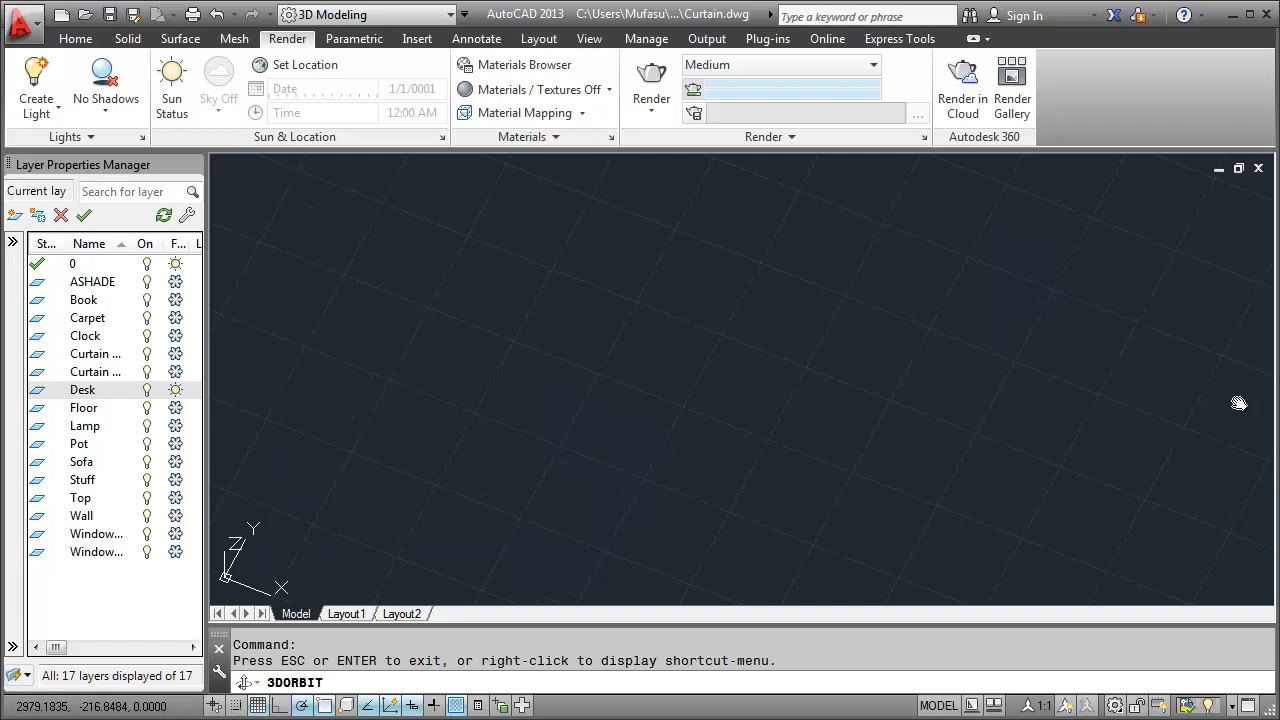 3D Modeling AutoCAD 2013 C:\Users\Mufasu\...\Curtain.dwg Type a keyword or phrase Sign In
Home Solid Surface Mesh Render Parametric Insert Annotate Layout View Manage Output Plug-ins Online Express Tools
Create Light
No Shadows
Lights
Sun Status
Sky Off
Set Location
Date 1/1/0001
Time 12:00 AM
Sun & Location
Materials Browser
Materials / Textures Off
Material Mapping
Materials
Render
Medium
...
Render
Render in Cloud
Render Gallery
Autodesk 360
Layer Properties Manager
Current lay Search for layer
St... Name On F... L
0
ASHADE
Book
Carpet
Clock
Curtain ...
Curtain ...
Desk
Floor
Lamp
Pot
Sofa
Stuff
Top
Wall
Window...
Window...
All: 17 layers displayed of 17
Y
Z
X
Model Layout1 Layout2
Command:
Press ESC or ENTER to exit, or right-click to display shortcut-menu.
3DORBIT
2979.1835, -216.8494, 0.0000 MODEL 1:1